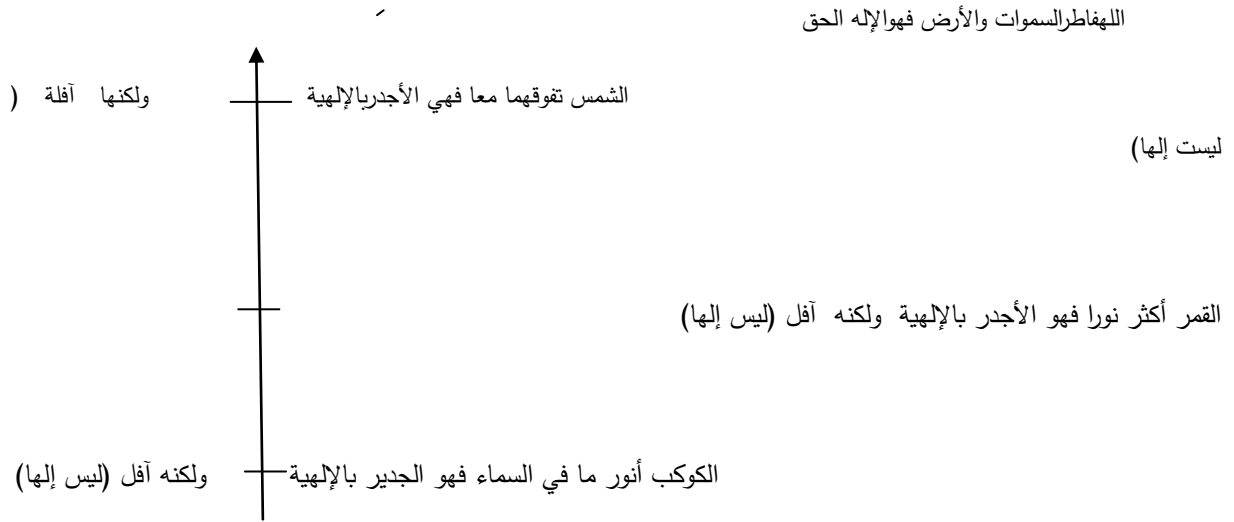 اللهفاطرالسموات والأرض فهوالإله الحق
الشمس تفوقهما معا فهي الأجدربالإلهية ولكنها آفلة (
ليست إلها)
القمر أكثر نورا فهو الأجدر بالإلهية ولكنه آفل (ليس إلها)
الكوكب أنور ما في السماء فهو الجدير بالإلهية ولكنه آفل (ليس إلها)